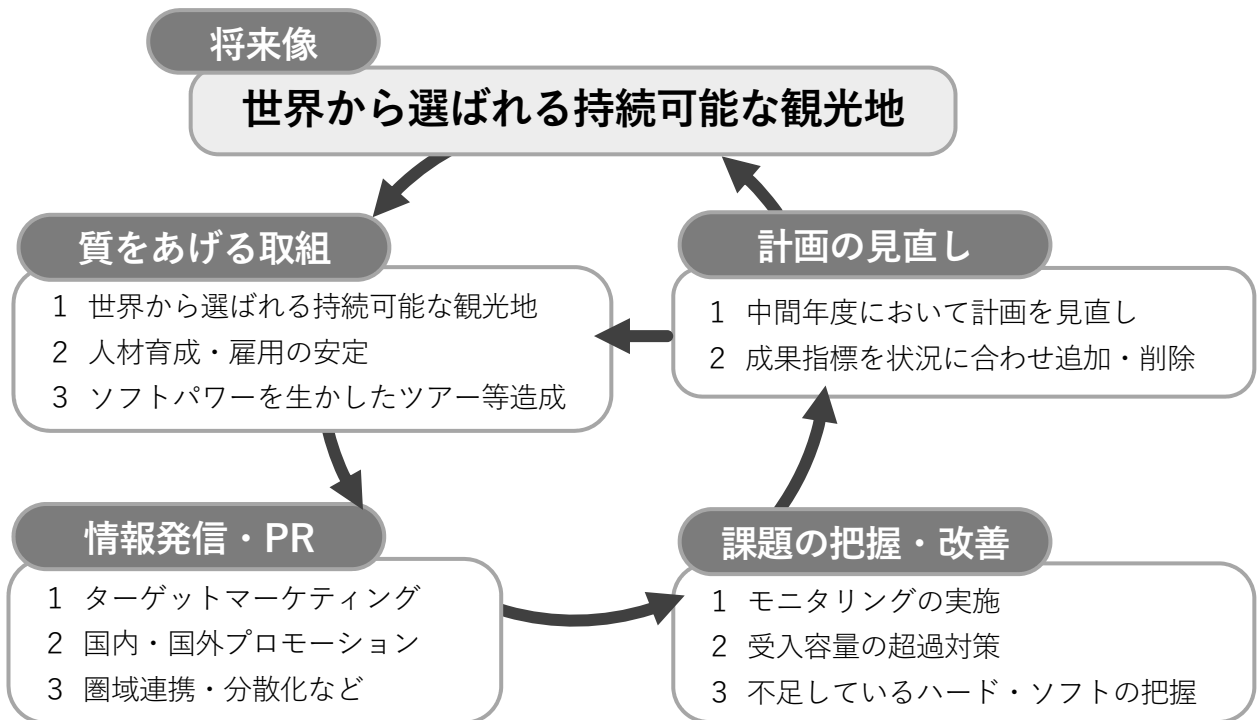 将来像
世界から選ばれる持続可能な観光地
質をあげる取組
1 世界から選ばれる持続可能な観光地
2 人材育成・雇用の安定
3 ソフトパワーを生かしたツアー等造成
計画の見直し
1 中間年度において計画を見直し
2 成果指標を状況に合わせ追加・削除
情報発信・PR
1 ターゲットマーケティング
2 国内・国外プロモーション
3 圏域連携・分散化など
課題の把握・改善
1 モニタリングの実施
2 受入容量の超過対策
3 不足しているハード・ソフトの把握